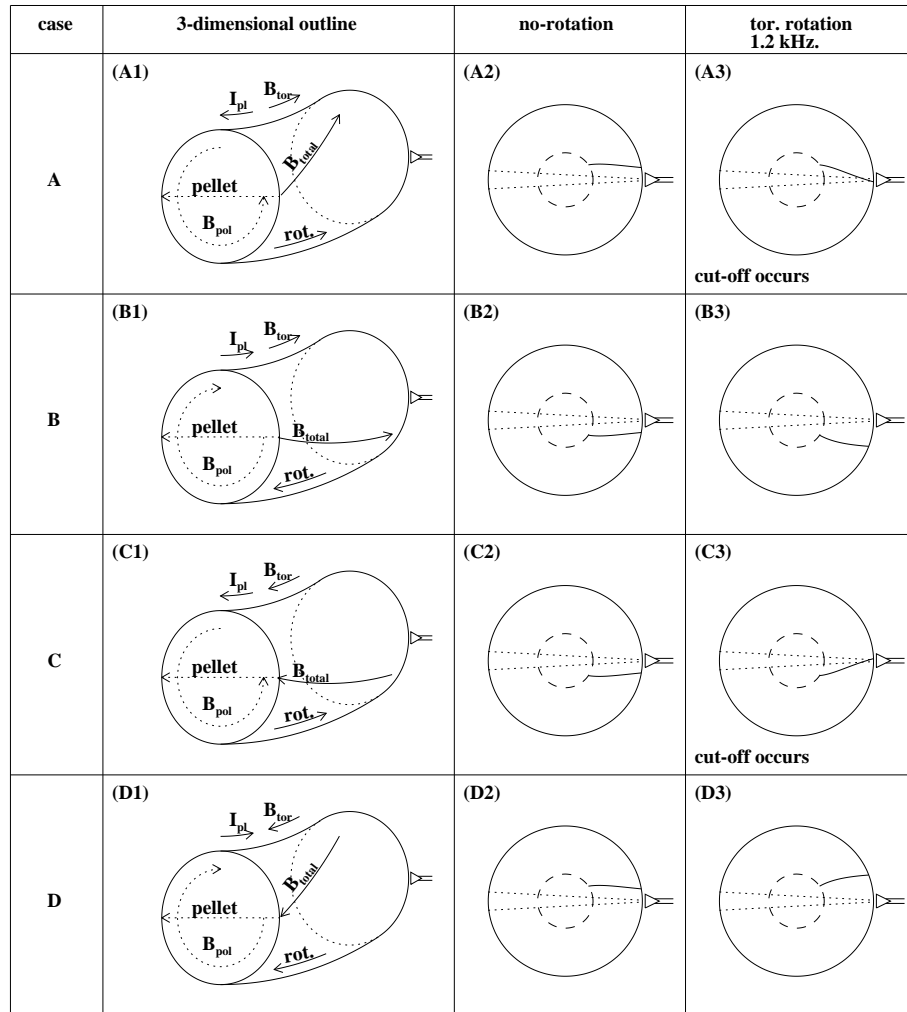 case 3-dimensional outline no-rotation tor. rotation
1.2 kHz.
A
(A1)
I_pl B_tor
B_total
pellet
B_pol
rot.
(A2)
(A3)
cut-off occurs
B
(B1)
I_pl B_tor
pellet
B_total
B_pol
rot.
(B2)
(B3)
C
(C1)
I_pl B_tor
pellet
B_total
B_pol
rot.
(C2)
(C3)
cut-off occurs
D
(D1)
I_pl B_tor
B_total
pellet
B_pol
rot.
(D2)
(D3)